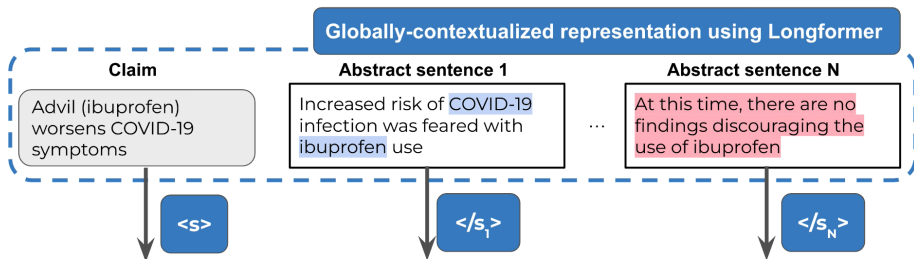 Globally-contextualized representation using Longformer
Claim
Abstract sentence 1
Abstract sentence N
Advil (ibuprofen)
worsens COVID-19
symptoms
Increased risk of COVID-19
infection was feared with
ibuprofen use
...
At this time, there are no
findings discouraging the
use of ibuprofen
<s>
</s₁>
</s_N>